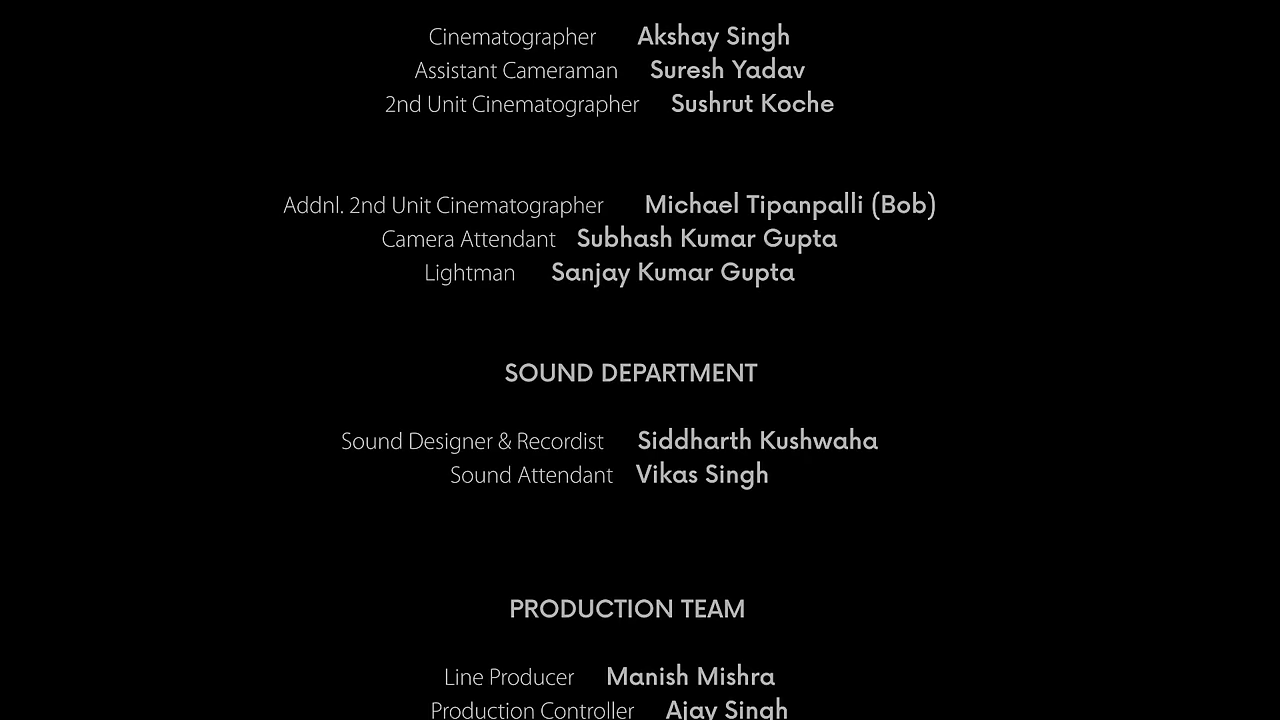 Cinematographer Akshay Singh
Assistant Cameraman Suresh Yadav
2nd Unit Cinematographer Sushrut Koche
Addnl. 2nd Unit Cinematographer Michael Tipanpalli (Bob)
Camera Attendant Subhash Kumar Gupta
Lightman Sanjay Kumar Gupta
SOUND DEPARTMENT
Sound Designer & Recordist Siddharth Kushwaha
Sound Attendant Vikas Singh
PRODUCTION TEAM
Line Producer Manish Mishra
Production Controller Ajay Singh